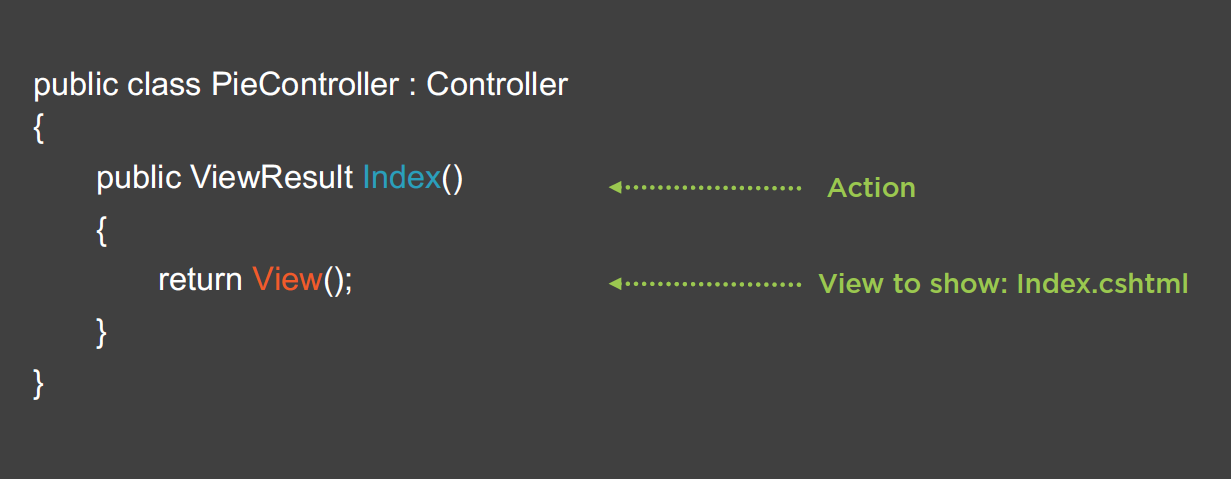 public class PieController : Controller
{
public ViewResult Index()
Action
{
return View();
View to show: Index.cshtml
}
}